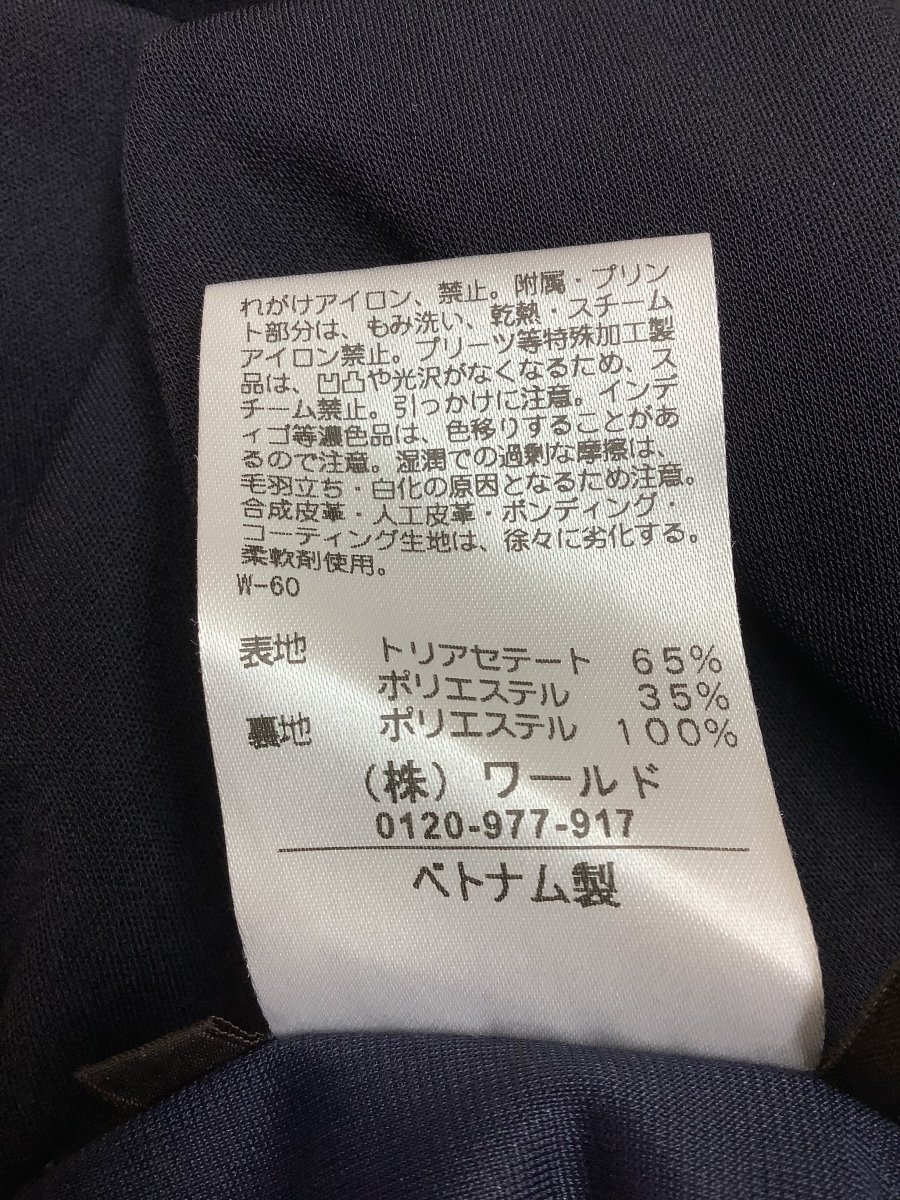 れがけアイロン、禁止。附属・プリン
ト部分は、もみ洗い、乾熱・スチーム
アイロン禁止。プリーツ等特殊加工製
品は、凹凸や光沢がなくなるため、ス
チーム禁止。引っかけに注意。インデ
ィゴ等濃色品は、色移りすることがあ
るので注意。湿潤での過剰な摩擦は、
毛羽立ち・白化の原因となるため注意。
合成皮革・人工皮革・ボンディング・
コーティング生地は、徐々に劣化する。
柔軟剤使用。
W-60
表地 トリアセテート 65%
ポリエステル 35%
裏地 ポリエステル 100%
(株) ワールド
0120-977-917
ベトナム製